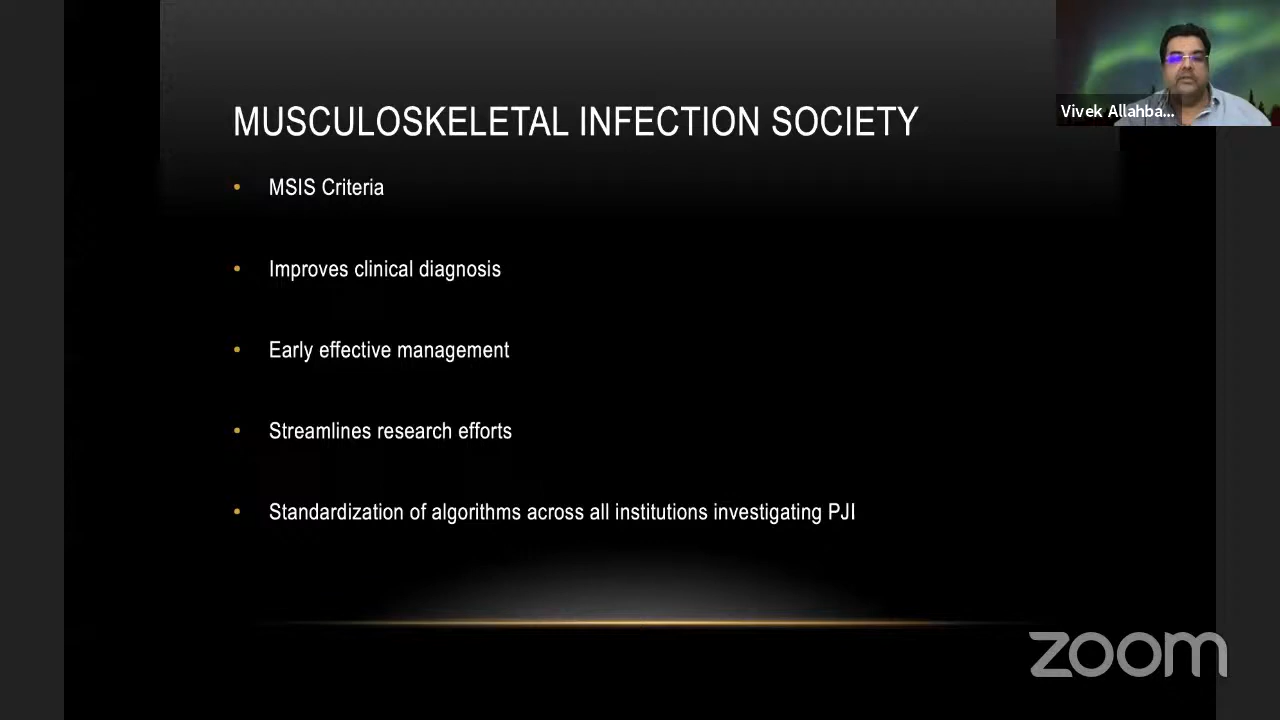 MUSCULOSKELETAL INFECTION SOCIETY
Vivek Allahba...
• MSIS Criteria
• Improves clinical diagnosis
• Early effective management
• Streamlines research efforts
• Standardization of algorithms across all institutions investigating PJI
zoom